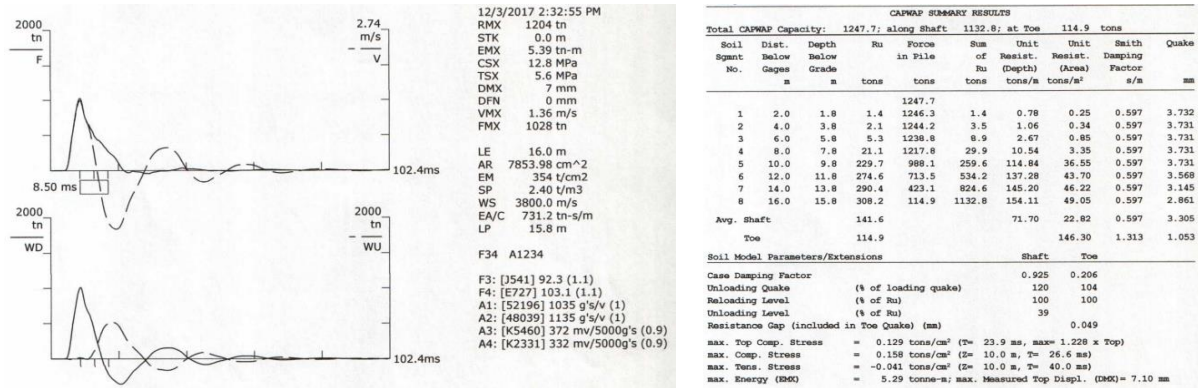 2000
tn
F
2.74
m/s
V
102.4ms
8.50 ms
2000
tn
WD
2000
tn
WU
102.4ms
12/3/2017 2:32:55 PM
RMX 1204 tn
STK 0.0 m
EMX 5.39 tn-m
CSX 12.8 MPa
TSX 5.6 MPa
DMX 7 mm
DFN 0 mm
VMX 1.36 m/s
FMX 1028 tn
LE 16.0 m
AR 7853.98 cm^2
EM 354 t/cm2
SP 2.40 t/m3
WS 3800.0 m/s
EA/C 731.2 tn-s/m
LP 15.8 m
F34 A1234
F3: [J541] 92.3 (1.1)
F4: [E727] 103.1 (1.1)
A1: [52196] 1035 g's/v (1)
A2: [48039] 1135 g's/v (1)
A3: [K5460] 372 mv/5000g's (0.9)
A4: [K2331] 332 mv/5000g's (0.9)
CAPWAP SUMMARY RESULTS
Total CAPWAP Capacity: 1247.7; along Shaft 1132.8; at Toe 114.9 tons
Soil Dist. Depth Ru Force Sum Unit Unit Smith Quake
Sgmnt Below Below in Pile of Resist. Resist. Damping
No. Gages Grade Ru (Depth) (Area) Factor
m m tons tons tons tons/m tons/m² s/m mm
1247.7
1 2.0 1.8 1.4 1246.3 1.4 0.78 0.25 0.597 3.732
2 4.0 3.8 2.1 1244.2 3.5 1.06 0.34 0.597 3.731
3 6.0 5.8 5.3 1238.8 8.9 2.67 0.85 0.597 3.731
4 8.0 7.8 21.1 1217.8 29.9 10.54 3.35 0.597 3.731
5 10.0 9.8 229.7 988.1 259.6 114.84 36.55 0.597 3.731
6 12.0 11.8 274.6 713.5 534.2 137.28 43.70 0.597 3.568
7 14.0 13.8 290.4 423.1 824.6 145.20 46.22 0.597 3.145
8 16.0 15.8 308.2 114.9 1132.8 154.11 49.05 0.597 2.861
Avg. Shaft 141.6 71.70 22.82 0.597 3.305
Toe 114.9 146.30 1.313 1.053
Soil Model Parameters/Extensions Shaft Toe
Case Damping Factor 0.925 0.206
Unloading Quake (% of loading quake) 120 104
Reloading Level (% of Ru) 100 100
Unloading Level (% of Ru) 39
Resistance Gap (included in Toe Quake) (mm) 0.049
max. Top Comp. Stress = 0.129 tons/cm² (T= 23.9 ms, max= 1.228 x Top)
max. Comp. Stress = 0.158 tons/cm² (Z= 10.0 m, T= 26.6 ms)
max. Tens. Stress = -0.041 tons/cm² (Z= 10.0 m, T= 40.0 ms)
max. Energy (EMX) = 5.29 tonne-m; max. Measured Top Displ. (DMX)= 7.10 mm